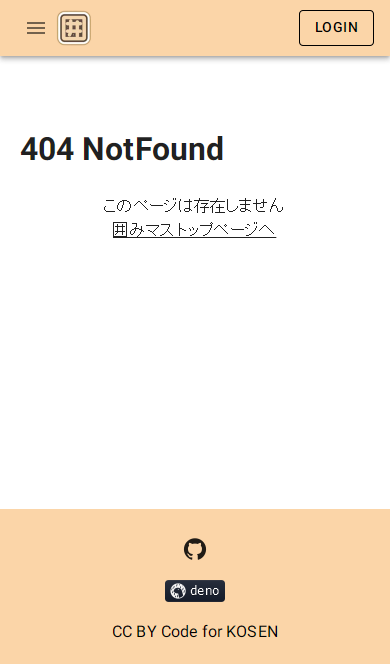 LOGIN
404 NotFound
このページは存在しません
囲みマストップページへ
deno
CC BY Code for KOSEN